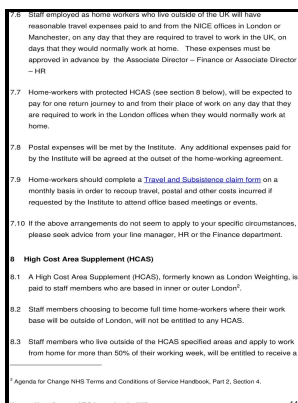 7.6 Staff employed as home workers who live outside of the UK will have
reasonable travel expenses paid to and from the NICE offices in London or
Manchester, on any day that they are required to travel to work in the UK, on
days that they would normally work at home. These expenses must be
approved in advance by the Associate Director – Finance or Associate Director
– HR
7.7 Home-workers with protected HCAS (see section 8 below), will be expected to
pay for one return journey to and from their place of work on any day that they
are required to work in the London offices when they would normally work at
home.
7.8 Postal expenses will be met by the Institute. Any additional expenses paid for
by the Institute will be agreed at the outset of the home-working agreement.
7.9 Home-workers should complete a Travel and Subsistence claim form on a
monthly basis in order to recoup travel, postal and other costs incurred if
requested by the Institute to attend office based meetings or events.
7.10 If the above arrangements do not seem to apply to your specific circumstances,
please seek advice from your line manager, HR or the Finance department.
8 High Cost Area Supplement (HCAS)
8.1 A High Cost Area Supplement (HCAS), formerly known as London Weighting, is
paid to staff members who are based in inner or outer London².
8.2 Staff members choosing to become full time home-workers where their work
base will be outside of London, will not be entitled to any HCAS.
8.3 Staff members who live outside of the HCAS specified areas and apply to work
from home for more than 50% of their working week, will be entitled to receive a
² Agenda for Change NHS Terms and Conditions of Service Handbook, Part 2, Section 4.